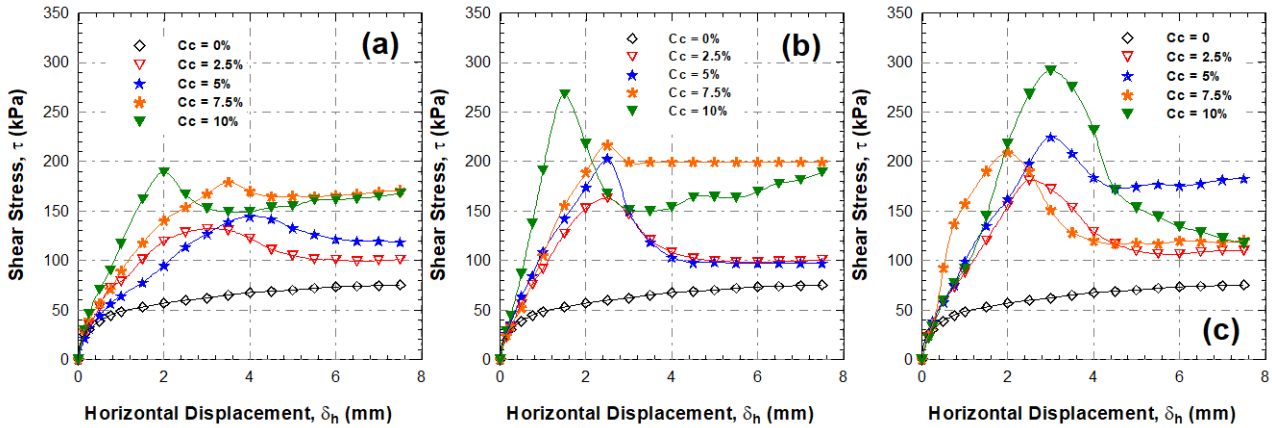 350
300
250
200
150
100
50
0
Shear Stress, τ (kPa)
(a)
Cc = 0%
Cc = 2.5%
Cc = 5%
Cc = 7.5%
Cc = 10%
0 2 4 6 8
Horizontal Displacement, δh (mm)
350
300
250
200
150
100
50
0
Shear Stress, τ (kPa)
(b)
Cc = 0%
Cc = 2.5%
Cc = 5%
Cc = 7.5%
Cc = 10%
0 2 4 6 8
Horizontal Displacement, δh (mm)
350
300
250
200
150
100
50
0
Shear Stress, τ (kPa)
Cc = 0
Cc = 2.5%
Cc = 5%
Cc = 7.5%
Cc = 10%
(c)
0 2 4 6 8
Horizontal Displacement, δh (mm)